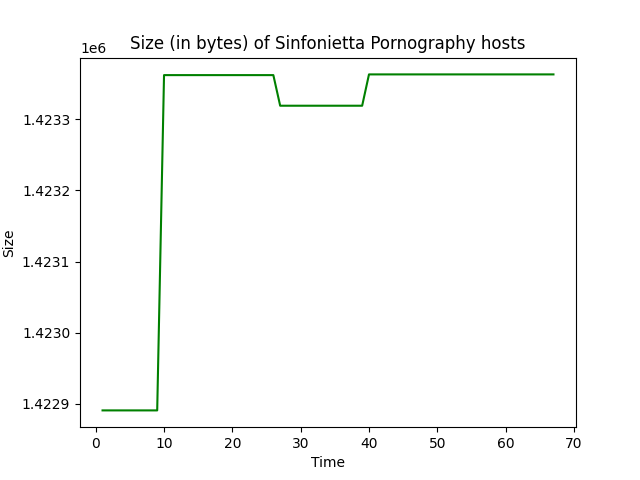 Size (in bytes) of Sinfonietta Pornography hosts
1e6
1.4233
1.4232
1.4231
1.4230
1.4229
Size
0 10 20 30 40 50 60 70
Time